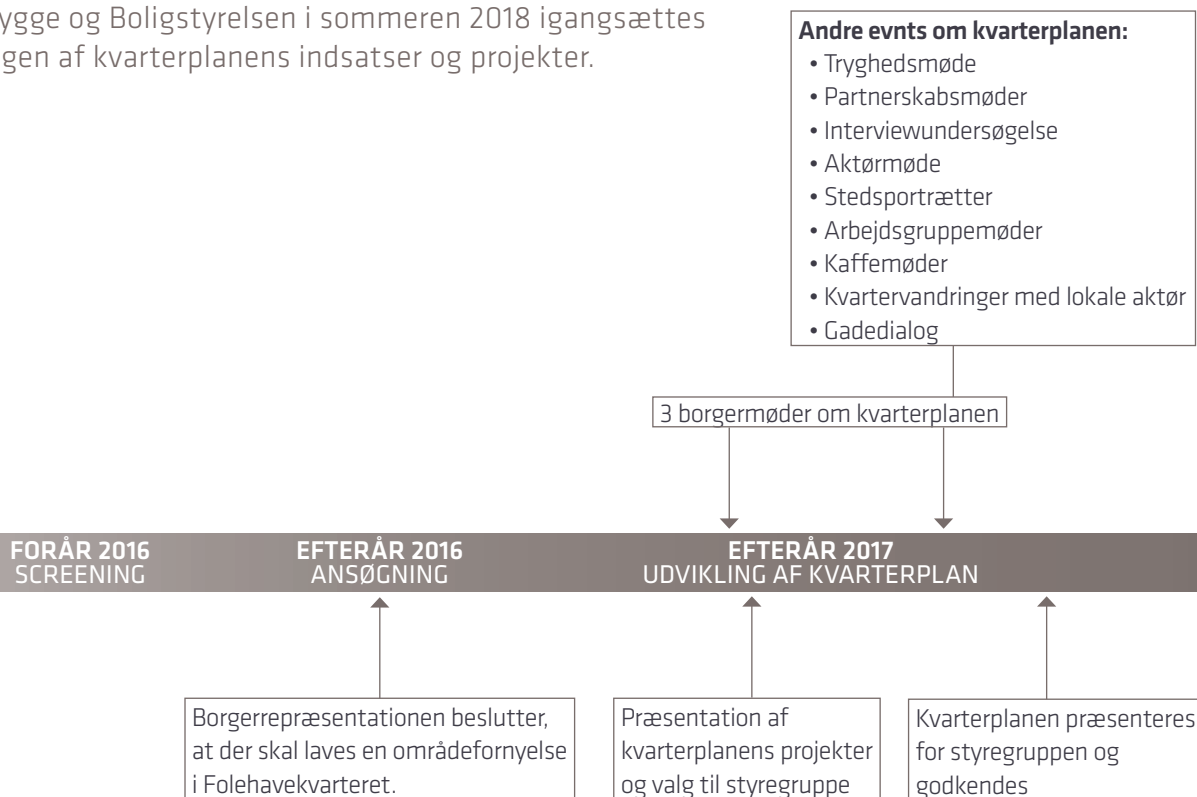 ygge og Boligstyrelsen i sommeren 2018 igangsættes
gen af kvarterplanens indsatser og projekter.
Andre evnts om kvarterplanen:
• Tryghedsmøde
• Partnerskabsmøder
• Interviewundersøgelse
• Aktørmøde
• Stedsportrætter
• Arbejdsgruppemøder
• Kaffemøder
• Kvartervandringer med lokale aktør
• Gadedialog
3 borgermøder om kvarterplanen
FORÅR 2016
SCREENING
EFTERÅR 2016
ANSØGNING
EFTERÅR 2017
UDVIKLING AF KVARTERPLAN
Borgerrepræsentationen beslutter,
at der skal laves en områdefornyelse
i Folehavekvarteret.
Præsentation af
kvarterplanens projekter
og valg til styregruppe
Kvarterplanen præsenteres
for styregruppen og
godkendes